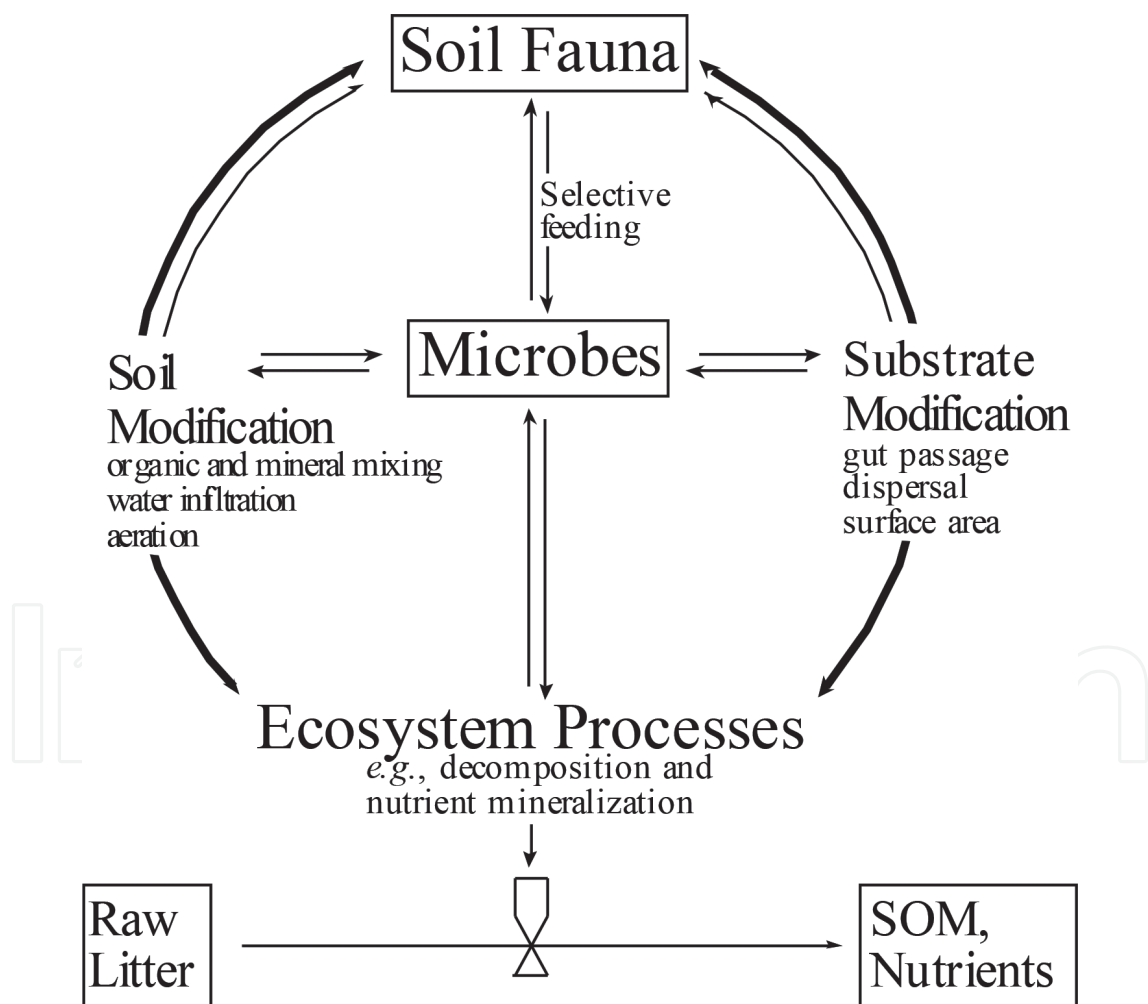 Soil Fauna
Selective
feeding
Microbes
Soil
Modification
organic and mineral mixing
water infiltration
aeration
Substrate
Modification
gut passage
dispersal
surface area
Ecosystem Processes
e.g., decomposition and
nutrient mineralization
Raw
Litter
SOM,
Nutrients